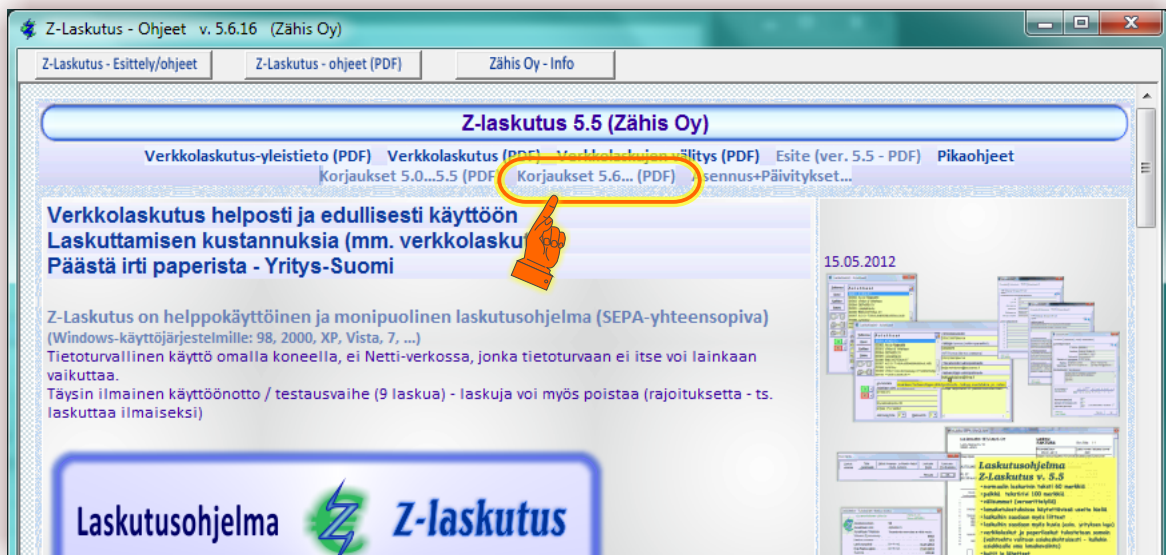 Z-Laskutus - Ohjeet v. 5.6.16 (Zähis Oy)
Z-Laskutus - Esittely/ohjeet Z-Laskutus - ohjeet (PDF) Zähis Oy - Info
Z-laskutus 5.5 (Zähis Oy)
Verkkolaskutus-yleistieto (PDF) Verkkolaskutus (PDF) Verkkolaskujen välitys (PDF) Esite (ver. 5.5 - PDF) Pikaohjeet
Korjaukset 5.0...5.5 (PDF) Korjaukset 5.6... (PDF) Asennus+Päivitykset...
Verkkolaskutus helposti ja edullisesti käyttöön
Laskuttamisen kustannuksia (mm. verkkolasku
Päästä irti paperista - Yritys-Suomi
15.05.2012
Z-Laskutus on helppokäyttöinen ja monipuolinen laskutusohjelma (SEPA-yhteensopiva)
(Windows-käyttöjärjestelmille: 98, 2000, XP, Vista, 7, ...)
Tietoturvallinen käyttö omalla koneella, ei Netti-verkossa, jonka tietoturvaan ei itse voi lainkaan
vaikuttaa.
Täysin ilmainen käyttöönotto / testausvaihe (9 laskua) - laskuja voi myös poistaa (rajoituksetta - ts.
laskuttaa ilmaiseksi)
Laskutusohjelma Z-laskutus
Laskutusohjelma
Z-Laskutus v. 5.5